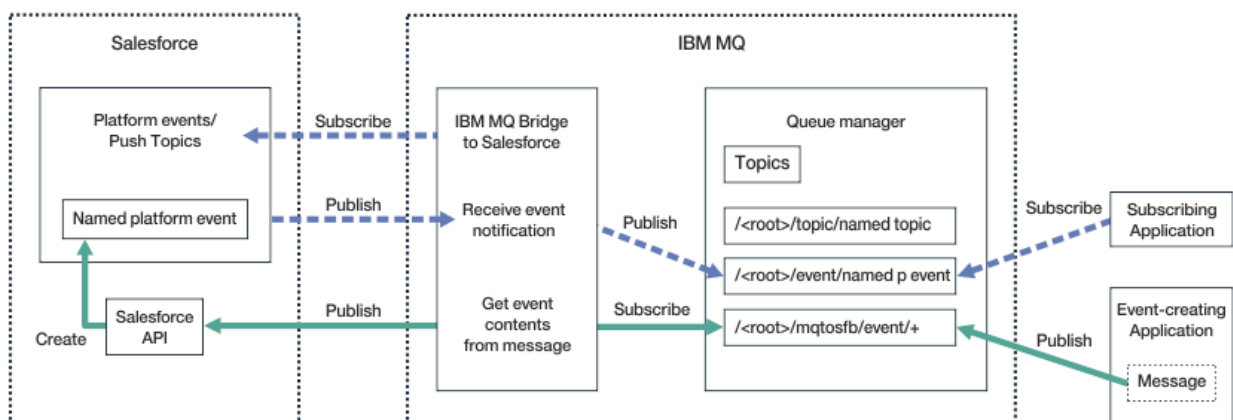 Salesforce
IBM MQ
Platform events/
Push Topics
Subscribe
IBM MQ Bridge
to Salesforce
Queue manager
Topics
Named platform event
Publish
Receive event
notification
Publish
/<root>/topic/named topic
Subscribe
Subscribing
Application
/<root>/event/named p event
Create
Salesforce
API
Publish
Get event
contents
from message
Subscribe
/<root>/mqtosfb/event/+
Publish
Event-creating
Application
Message